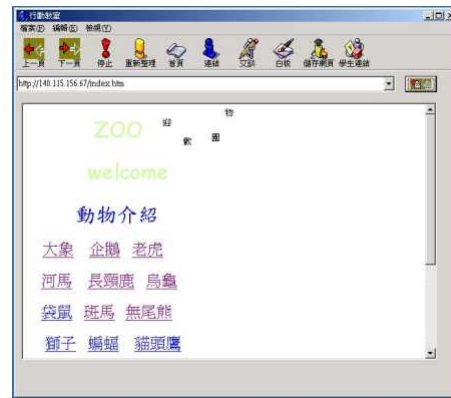 行動教室
檔案(F) 編輯(E) 檢視(V)
上一頁 下一頁 停止 重新整理 首頁 連結 交談 白板 儲存網頁 學生連結
http://140.115.156.67/index.htm
物
ZOO 迎
歡 園
welcome
動物介紹
大象 企鵝 老虎
河馬 長頸鹿 烏龜
袋鼠 斑馬 無尾熊
獅子 蝙蝠 貓頭鷹